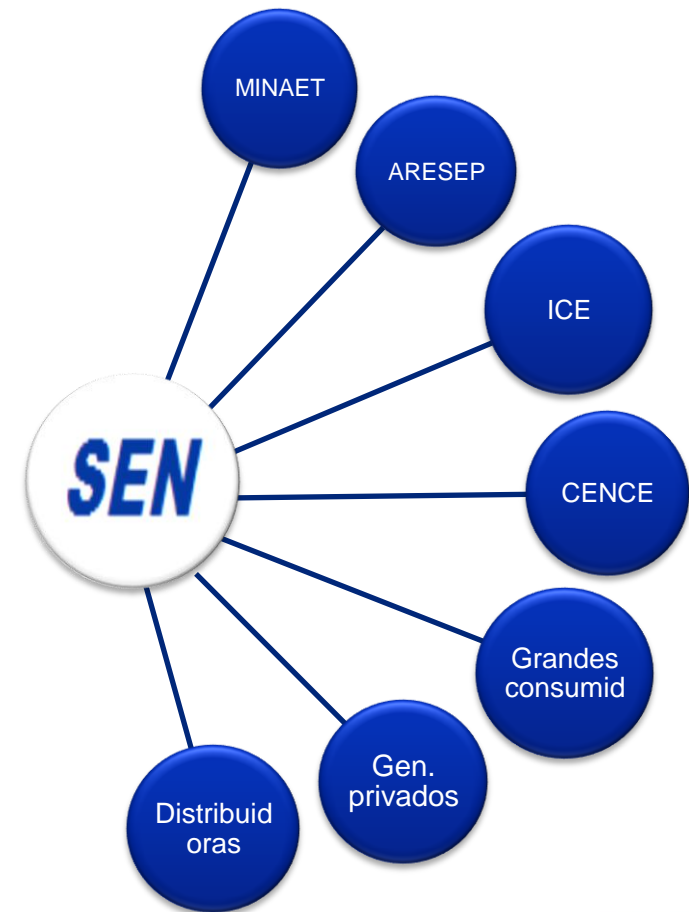 MINAET
ARESEP
ICE
SEN
CENCE
Grandes
consumid
Gen.
privados
Distribuid
oras